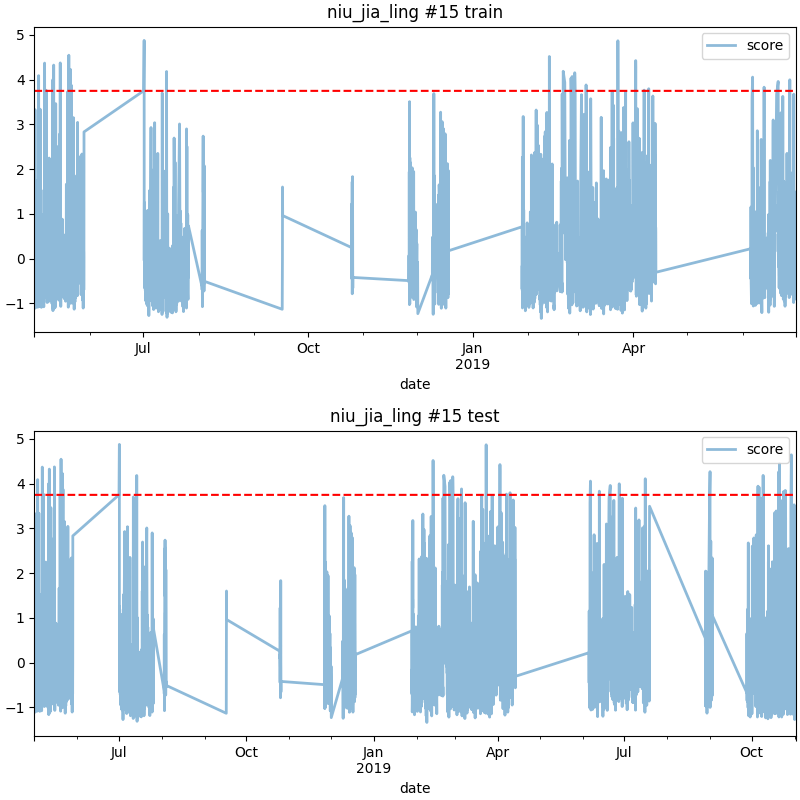 niu_jia_ling #15 train
5
4
3
2
1
0
−1
score
Jul
Oct
Jan
2019
Apr
date
niu_jia_ling #15 test
5
4
3
2
1
0
−1
score
Jul
Oct
Jan
2019
Apr
Jul
Oct
date